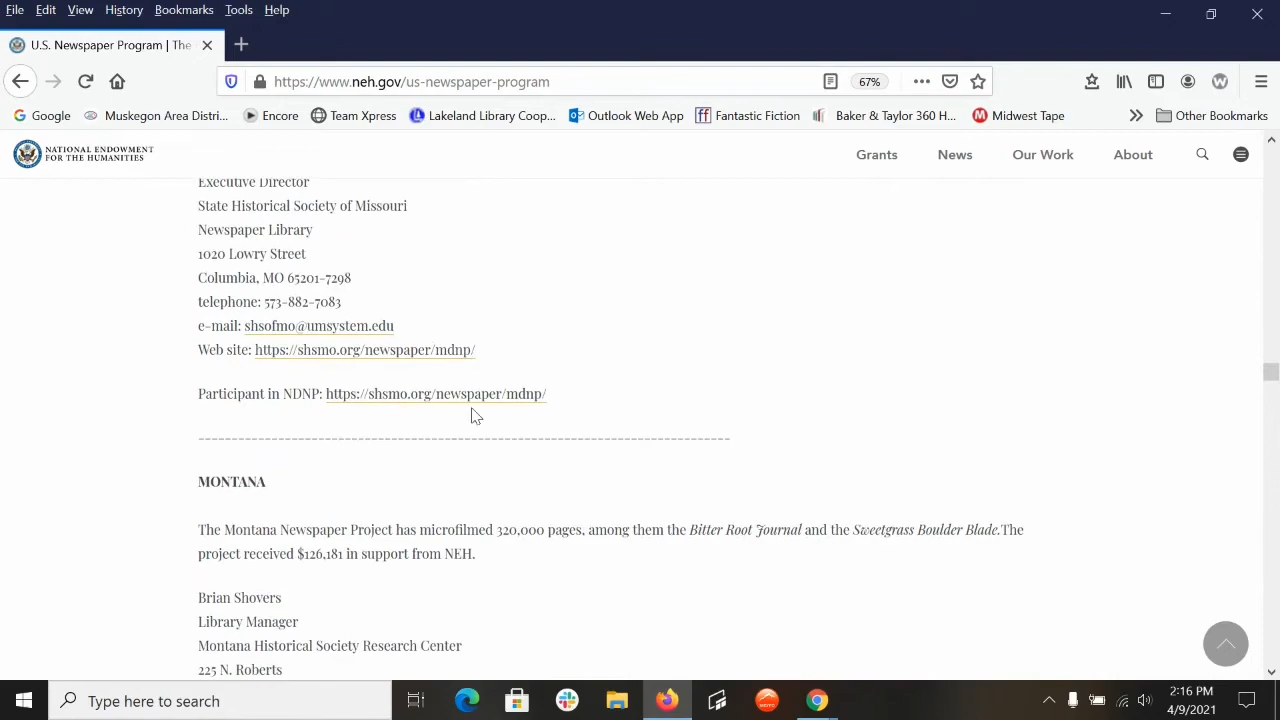 File Edit View History Bookmarks Tools Help
U.S. Newspaper Program | The
https://www.neh.gov/us-newspaper-program 67%
Google Muskegon Area Distri... Encore Team Xpress Lakeland Library Coop... Outlook Web App Fantastic Fiction Baker & Taylor 360 H... Midwest Tape Other Bookmarks
NATIONAL ENDOWMENT
FOR THE HUMANITIES
Grants News Our Work About
Executive Director
State Historical Society of Missouri
Newspaper Library
1020 Lowry Street
Columbia, MO 65201-7298
telephone: 573-882-7083
e-mail: shsofmo@umsystem.edu
Web site: https://shsmo.org/newspaper/mdnp/
Participant in NDNP: https://shsmo.org/newspaper/mdnp/
--------------------------------------------------------------------------------
MONTANA
The Montana Newspaper Project has microfilmed 320,000 pages, among them the Bitter Root Journal and the Sweetgrass Boulder Blade.The
project received $126,181 in support from NEH.
Brian Shovers
Library Manager
Montana Historical Society Research Center
225 N. Roberts
Type here to search
2:16 PM
4/9/2021